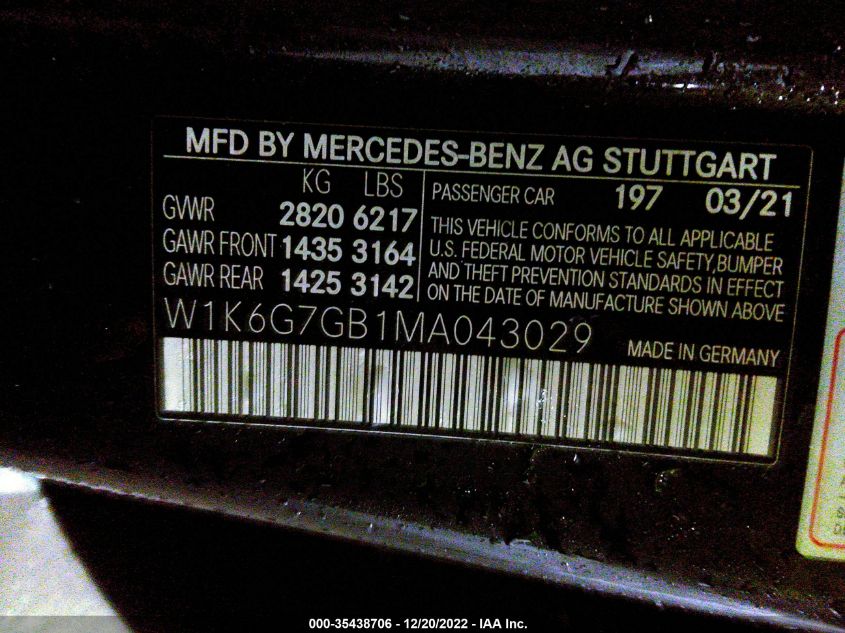 MFD BY MERCEDES-BENZ AG STUTTGART
KG LBS
GVWR 2820 6217
GAWR FRONT 1435 3164
GAWR REAR 1425 3142
PASSENGER CAR 197 03/21
THIS VEHICLE CONFORMS TO ALL APPLICABLE
U.S. FEDERAL MOTOR VEHICLE SAFETY,BUMPER
AND THEFT PREVENTION STANDARDS IN EFFECT
ON THE DATE OF MANUFACTURE SHOWN ABOVE
W1K6G7GB1MA043029
MADE IN GERMANY
000-35438706 - 12/20/2022 - IAA Inc.